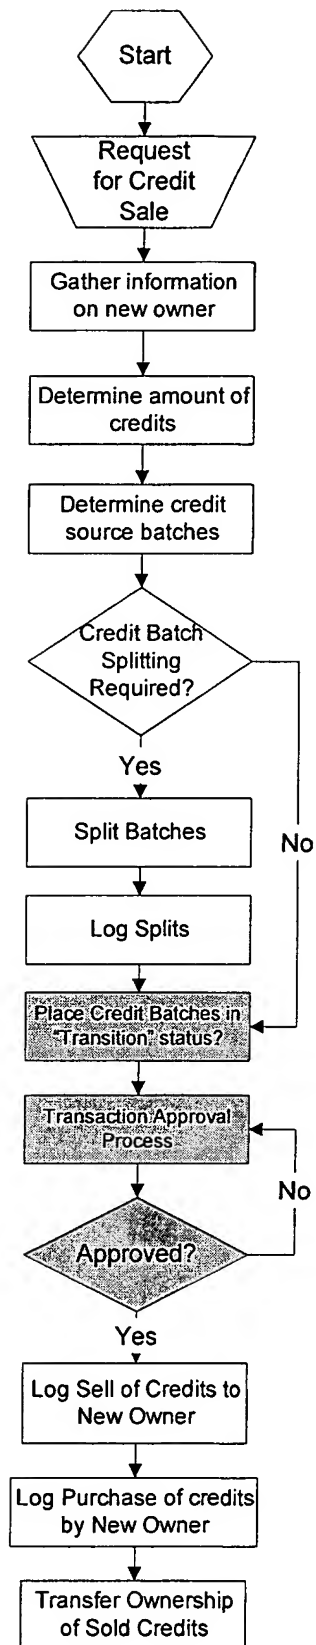 Start
Request
for Credit
Sale
Gather information
on new owner
Determine amount of
credits
Determine credit
source batches
Credit Batch
Splitting
Required?
Yes
No
Split Batches
Log Splits
Place Credit Batches in
"Transition" status?
Transaction Approval
Process
No
Approved?
Yes
Log Sell of Credits to
New Owner
Log Purchase of credits
by New Owner
Transfer Ownership
of Sold Credits